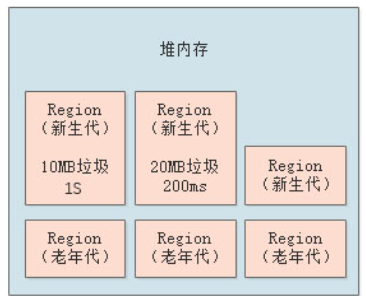 堆内存
Region
（新生代）
10MB垃圾
1S
Region
（新生代）
20MB垃圾
200ms
Region
（新生代）
Region
（老年代）
Region
（老年代）
Region
（老年代）